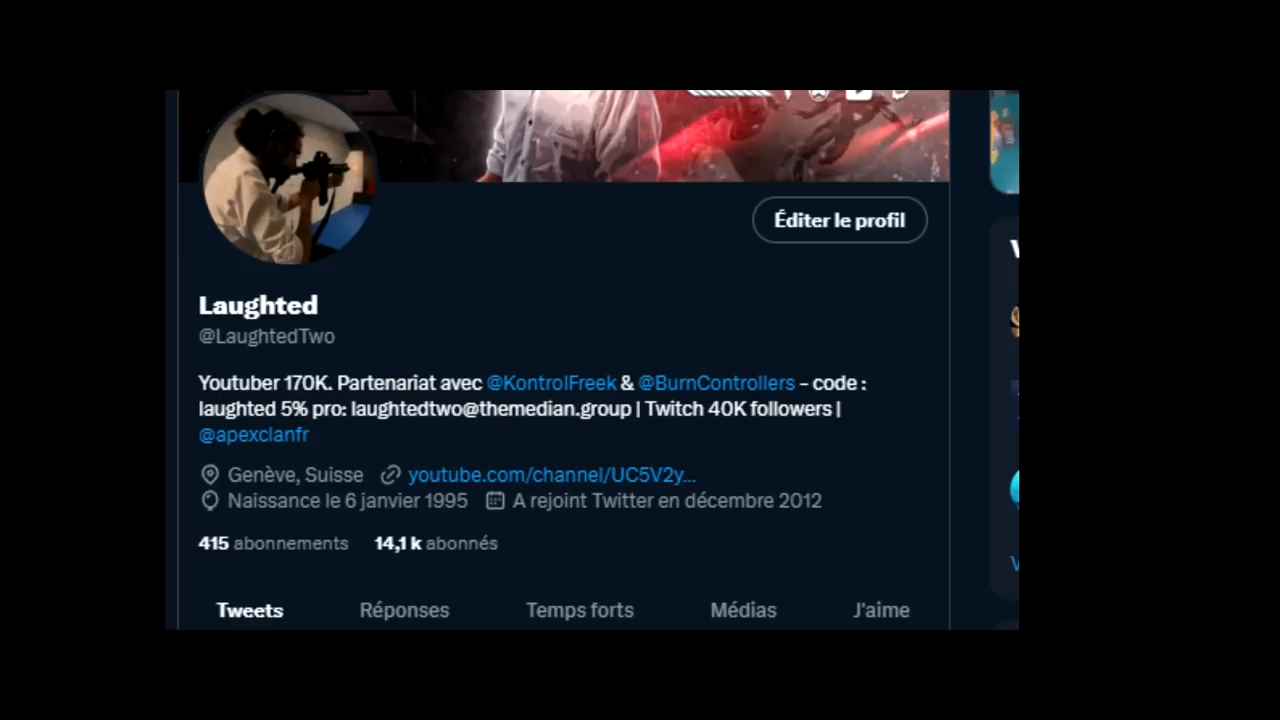 Éditer le profil
Laughted
@LaughtedTwo
Youtuber 170K. Partenariat avec @KontrolFreek & @BurnControllers - code :
laughted 5% pro: laughtedtwo@themedian.group | Twitch 40K followers |
@apexclanfr
Genève, Suisse youtube.com/channel/UC5V2y...
Naissance le 6 janvier 1995 A rejoint Twitter en décembre 2012
415 abonnements 14,1 k abonnés
Tweets Réponses Temps forts Médias J'aime